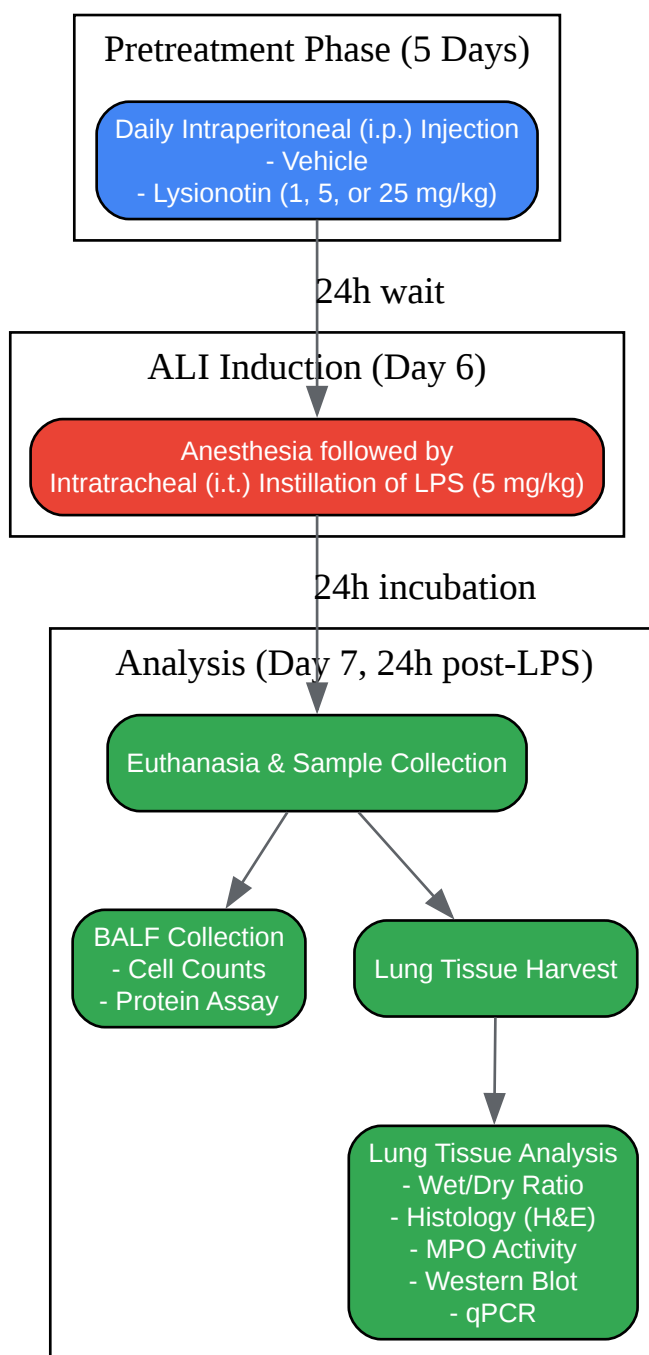 Pretreatment Phase (5 Days)
Daily Intraperitoneal (i.p.) Injection
- Vehicle
- Lysionotin (1, 5, or 25 mg/kg)
24h wait
ALI Induction (Day 6)
Anesthesia followed by
Intratracheal (i.t.) Instillation of LPS (5 mg/kg)
24h incubation
Analysis (Day 7, 24h post-LPS)
Euthanasia & Sample Collection
BALF Collection
- Cell Counts
- Protein Assay
Lung Tissue Harvest
Lung Tissue Analysis
- Wet/Dry Ratio
- Histology (H&E)
- MPO Activity
- Western Blot
- qPCR